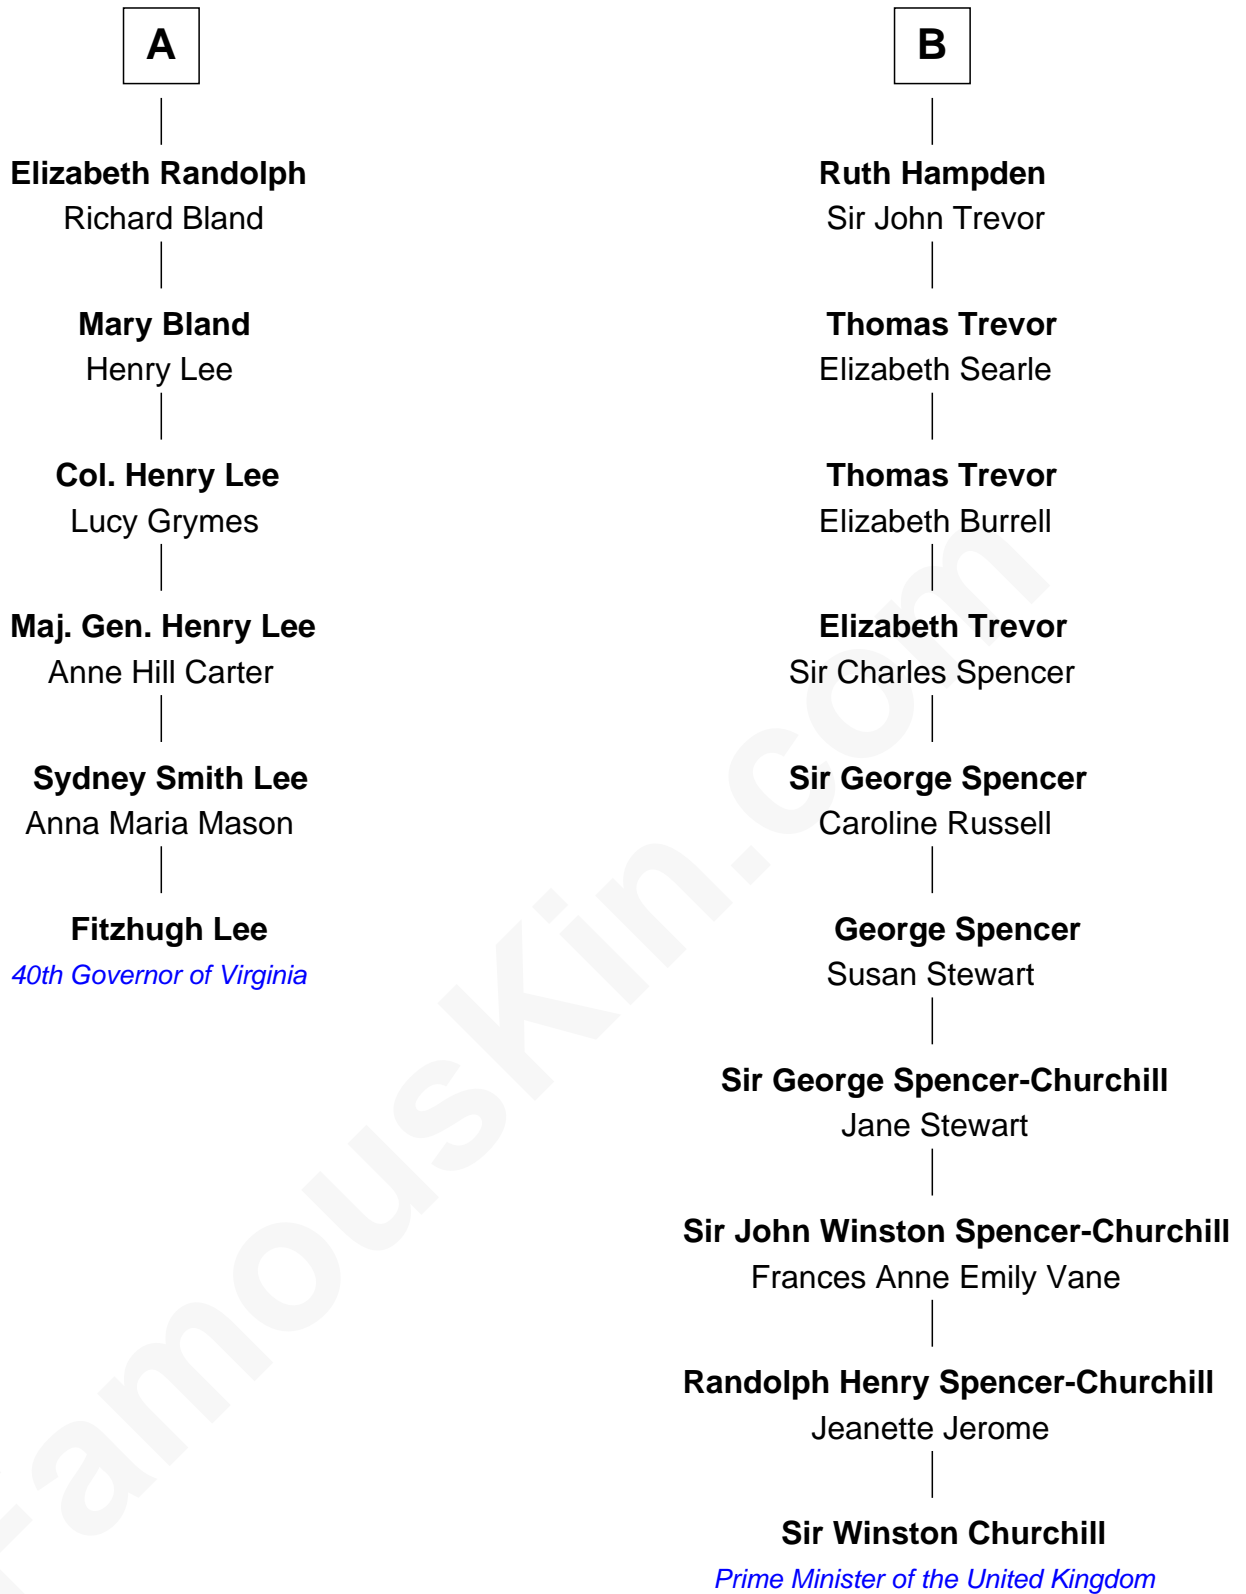 A
Elizabeth Randolph
Richard Bland
Mary Bland
Henry Lee
Col. Henry Lee
Lucy Grymes
Maj. Gen. Henry Lee
Anne Hill Carter
Sydney Smith Lee
Anna Maria Mason
Fitzhugh Lee
40th Governor of Virginia
B
Ruth Hampden
Sir John Trevor
Thomas Trevor
Elizabeth Searle
Thomas Trevor
Elizabeth Burrell
Elizabeth Trevor
Sir Charles Spencer
Sir George Spencer
Caroline Russell
George Spencer
Susan Stewart
Sir George Spencer-Churchill
Jane Stewart
Sir John Winston Spencer-Churchill
Frances Anne Emily Vane
Randolph Henry Spencer-Churchill
Jeanette Jerome
Sir Winston Churchill
Prime Minister of the United Kingdom
FamousKin.com